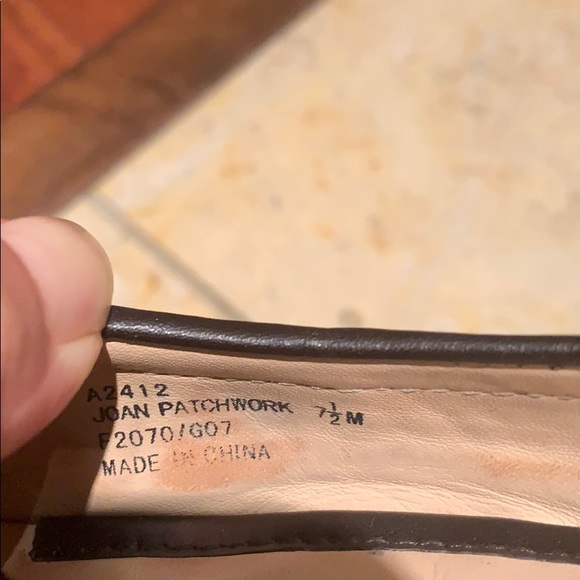 A2412
JOAN PATCHWORK 7½M
F2070/G07
MADE IN CHINA